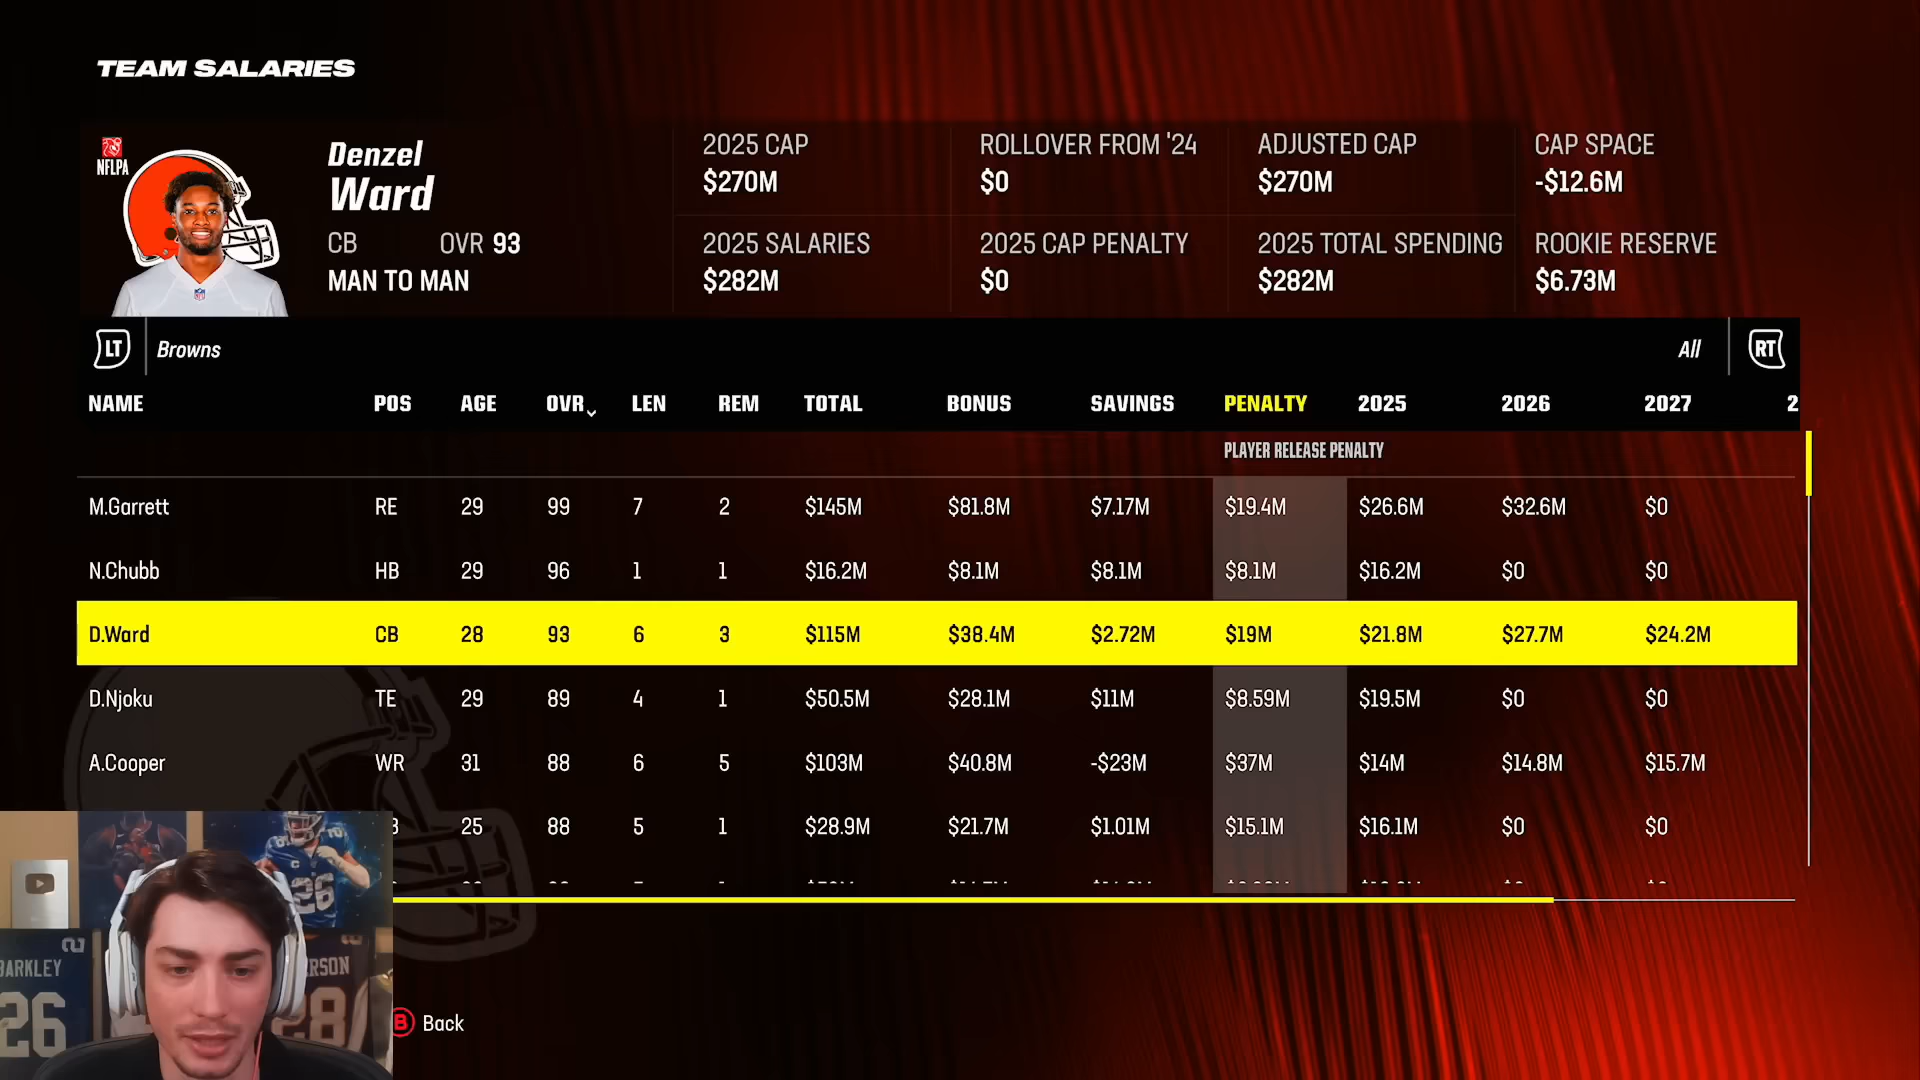 TEAM SALARIES
NFLPA
Denzel
Ward
CB OVR 93
MAN TO MAN
2025 CAP
$270M
ROLLOVER FROM '24
$0
ADJUSTED CAP
$270M
CAP SPACE
-$12.6M
2025 SALARIES
$282M
2025 CAP PENALTY
$0
2025 TOTAL SPENDING
$282M
ROOKIE RESERVE
$6.73M
LT Browns All RT
NAME POS AGE OVR LEN REM TOTAL BONUS SAVINGS PENALTY 2025 2026 2027 2
PLAYER RELEASE PENALTY
M.Garrett RE 29 99 7 2 $145M $81.8M $7.17M $19.4M $26.6M $32.6M $0
N.Chubb HB 29 96 1 1 $16.2M $8.1M $8.1M $8.1M $16.2M $0 $0
D.Ward CB 28 93 6 3 $115M $38.4M $2.72M $19M $21.8M $27.7M $24.2M
D.Njoku TE 29 89 4 1 $50.5M $28.1M $11M $8.59M $19.5M $0 $0
A.Cooper WR 31 88 6 5 $103M $40.8M -$23M $37M $14M $14.8M $15.7M
25 88 5 1 $28.9M $21.7M $1.01M $15.1M $16.1M $0 $0
26
BARKLEY
26
ERSON
28
B Back